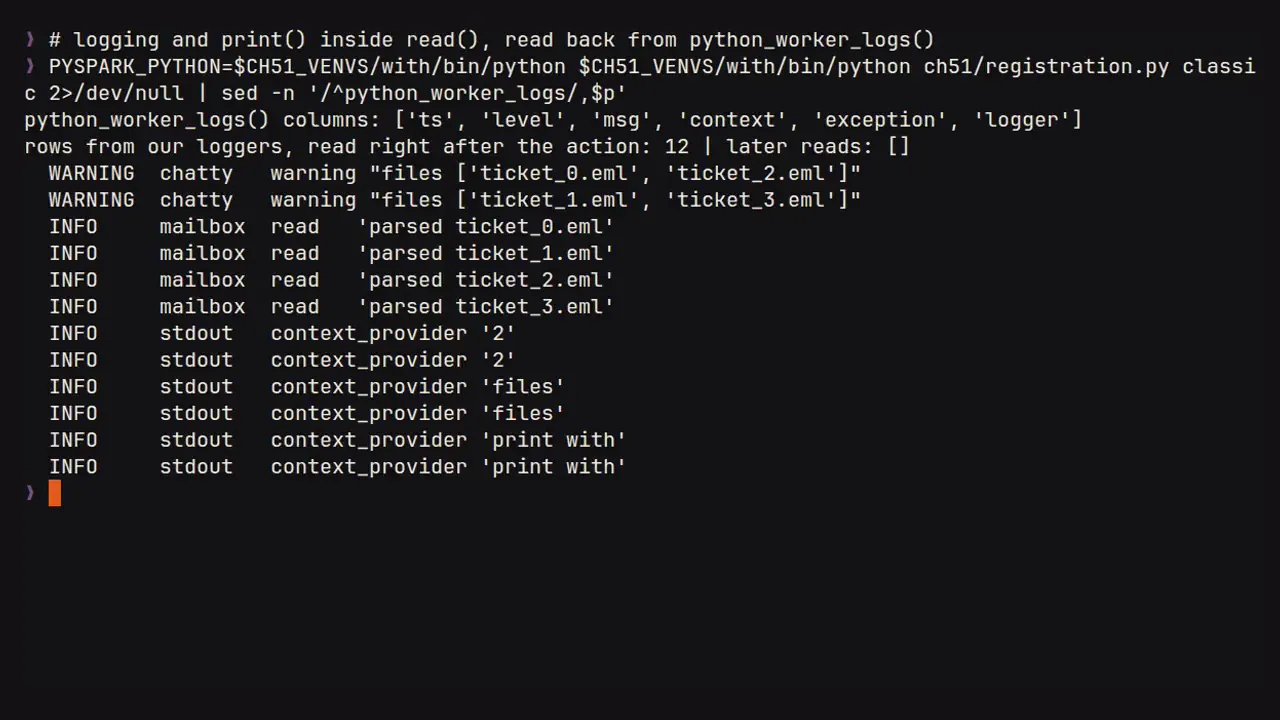 ❯ # logging and print() inside read(), read back from python_worker_logs()
❯ PYSPARK_PYTHON=$CH51_VENVS/with/bin/python $CH51_VENVS/with/bin/python ch51/registration.py classi
c 2>/dev/null | sed -n '/^python_worker_logs/,$p'
python_worker_logs() columns: ['ts', 'level', 'msg', 'context', 'exception', 'logger']
rows from our loggers, read right after the action: 12 | later reads: []
  WARNING  chatty   warning "files ['ticket_0.eml', 'ticket_2.eml']"
  WARNING  chatty   warning "files ['ticket_1.eml', 'ticket_3.eml']"
  INFO     mailbox  read   'parsed ticket_0.eml'
  INFO     mailbox  read   'parsed ticket_1.eml'
  INFO     mailbox  read   'parsed ticket_2.eml'
  INFO     mailbox  read   'parsed ticket_3.eml'
  INFO     stdout   context_provider '2'
  INFO     stdout   context_provider '2'
  INFO     stdout   context_provider 'files'
  INFO     stdout   context_provider 'files'
  INFO     stdout   context_provider 'print with'
  INFO     stdout   context_provider 'print with'
❯